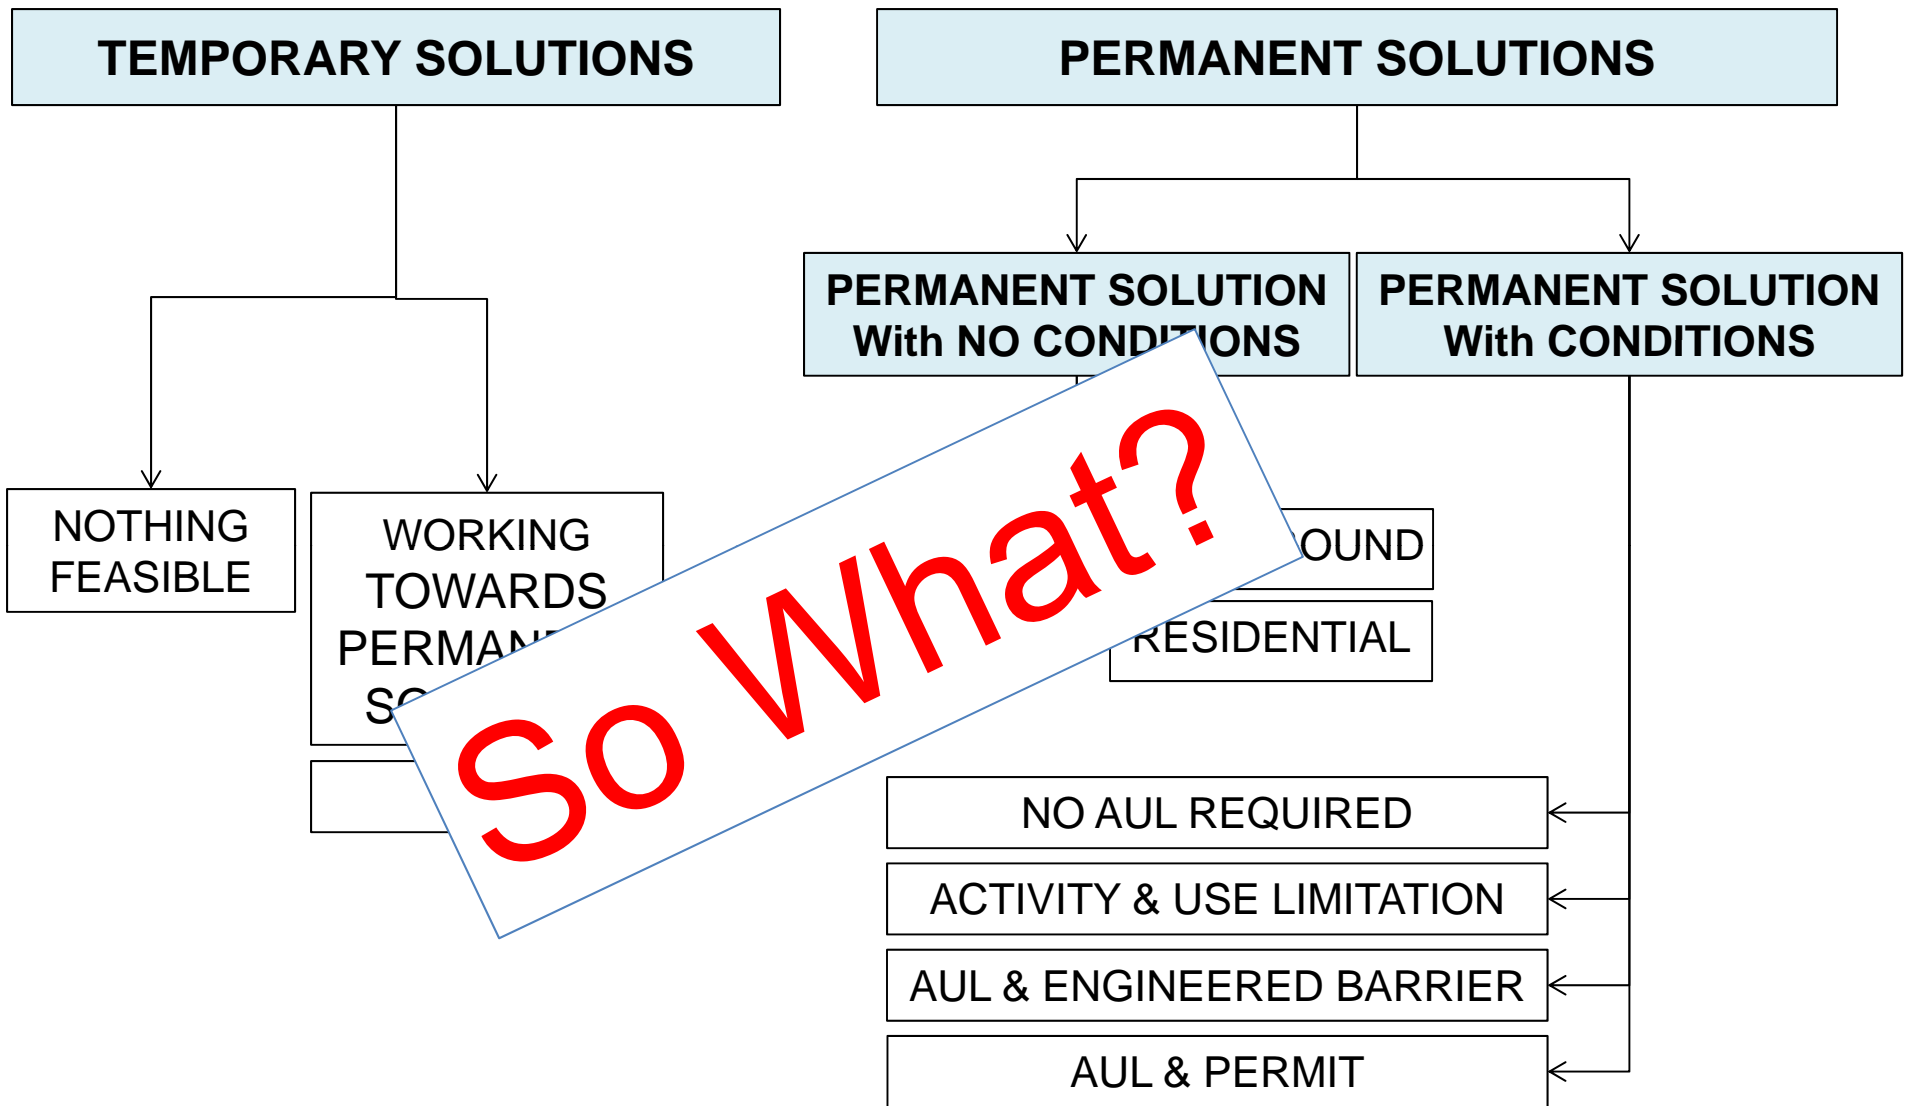 TEMPORARY SOLUTIONS
PERMANENT SOLUTIONS
PERMANENT SOLUTION
With NO CONDITIONS
PERMANENT SOLUTION
With CONDITIONS
NOTHING
FEASIBLE
WORKING
TOWARDS
So What?
RESIDENTIAL
NO AUL REQUIRED
ACTIVITY & USE LIMITATION
AUL & ENGINEERED BARRIER
AUL & PERMIT